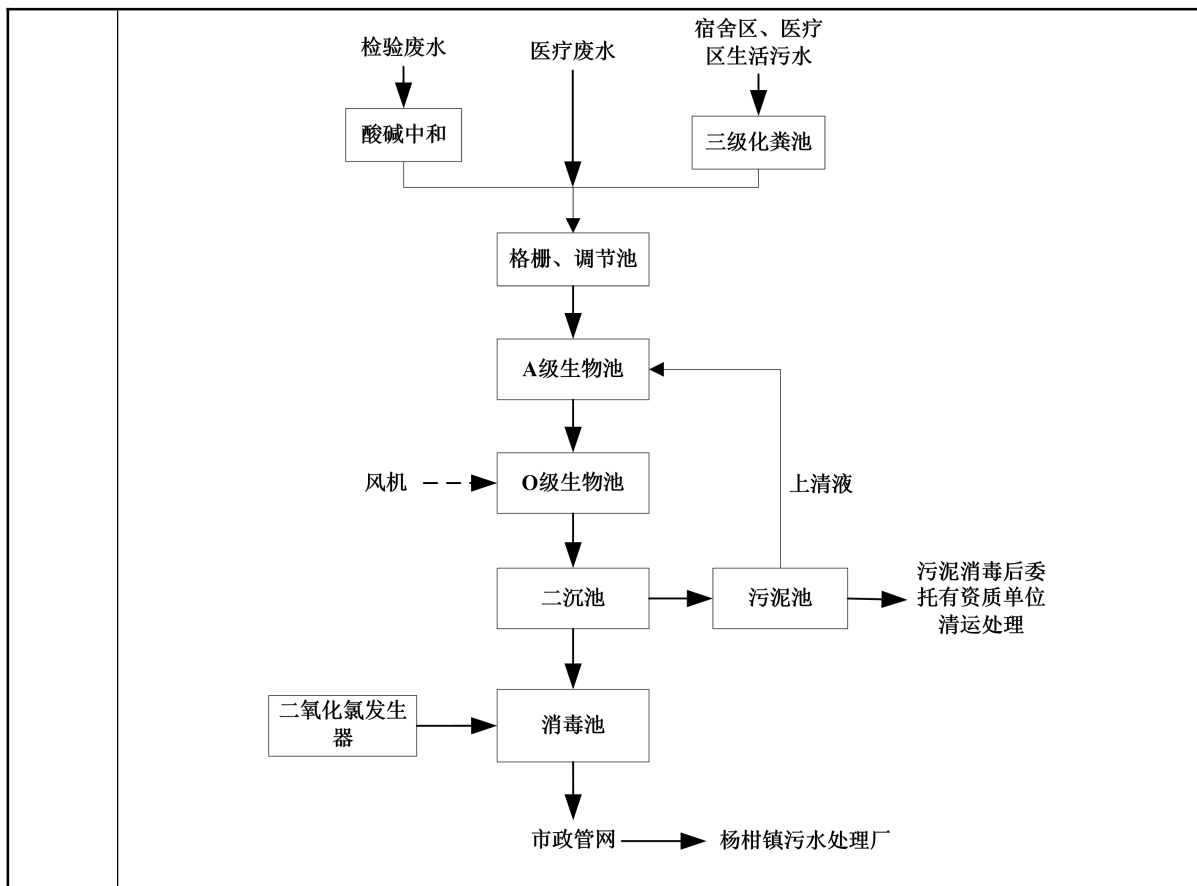 检验废水
医疗废水
宿舍区、医疗
区生活污水
酸碱中和
三级化粪池
格栅、调节池
A级生物池
风机
O级生物池
上清液
二沉池
污泥池
污泥消毒后委
托有资质单位
清运处理
二氧化氯发生
器
消毒池
市政管网
杨柑镇污水处理厂